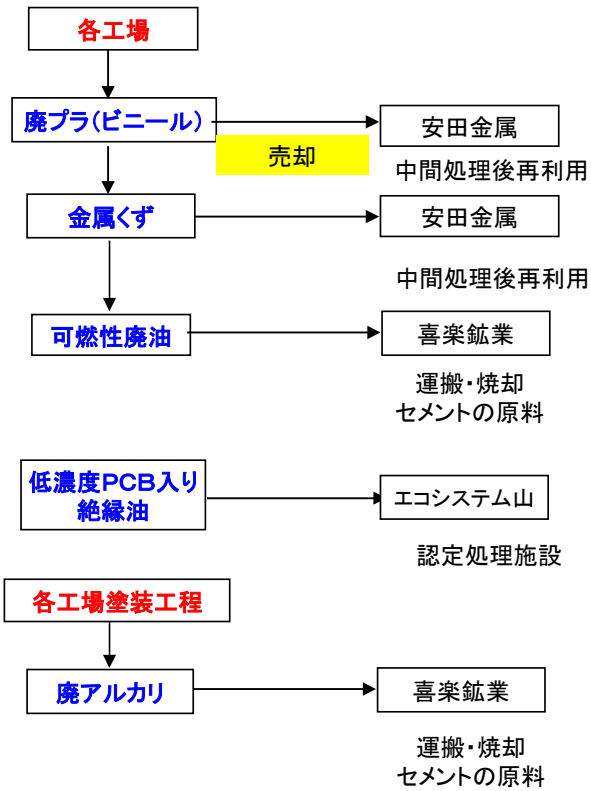 各工場
廃プラ(ビニール)
安田金属
売却
中間処理後再利用
金属くず
安田金属
中間処理後再利用
可燃性廃油
喜楽鉱業
運搬・焼却
セメントの原料
低濃度PCB入り
絶縁油
エコシステム山
認定処理施設
各工場塗装工程
廃アルカリ
喜楽鉱業
運搬・焼却
セメントの原料